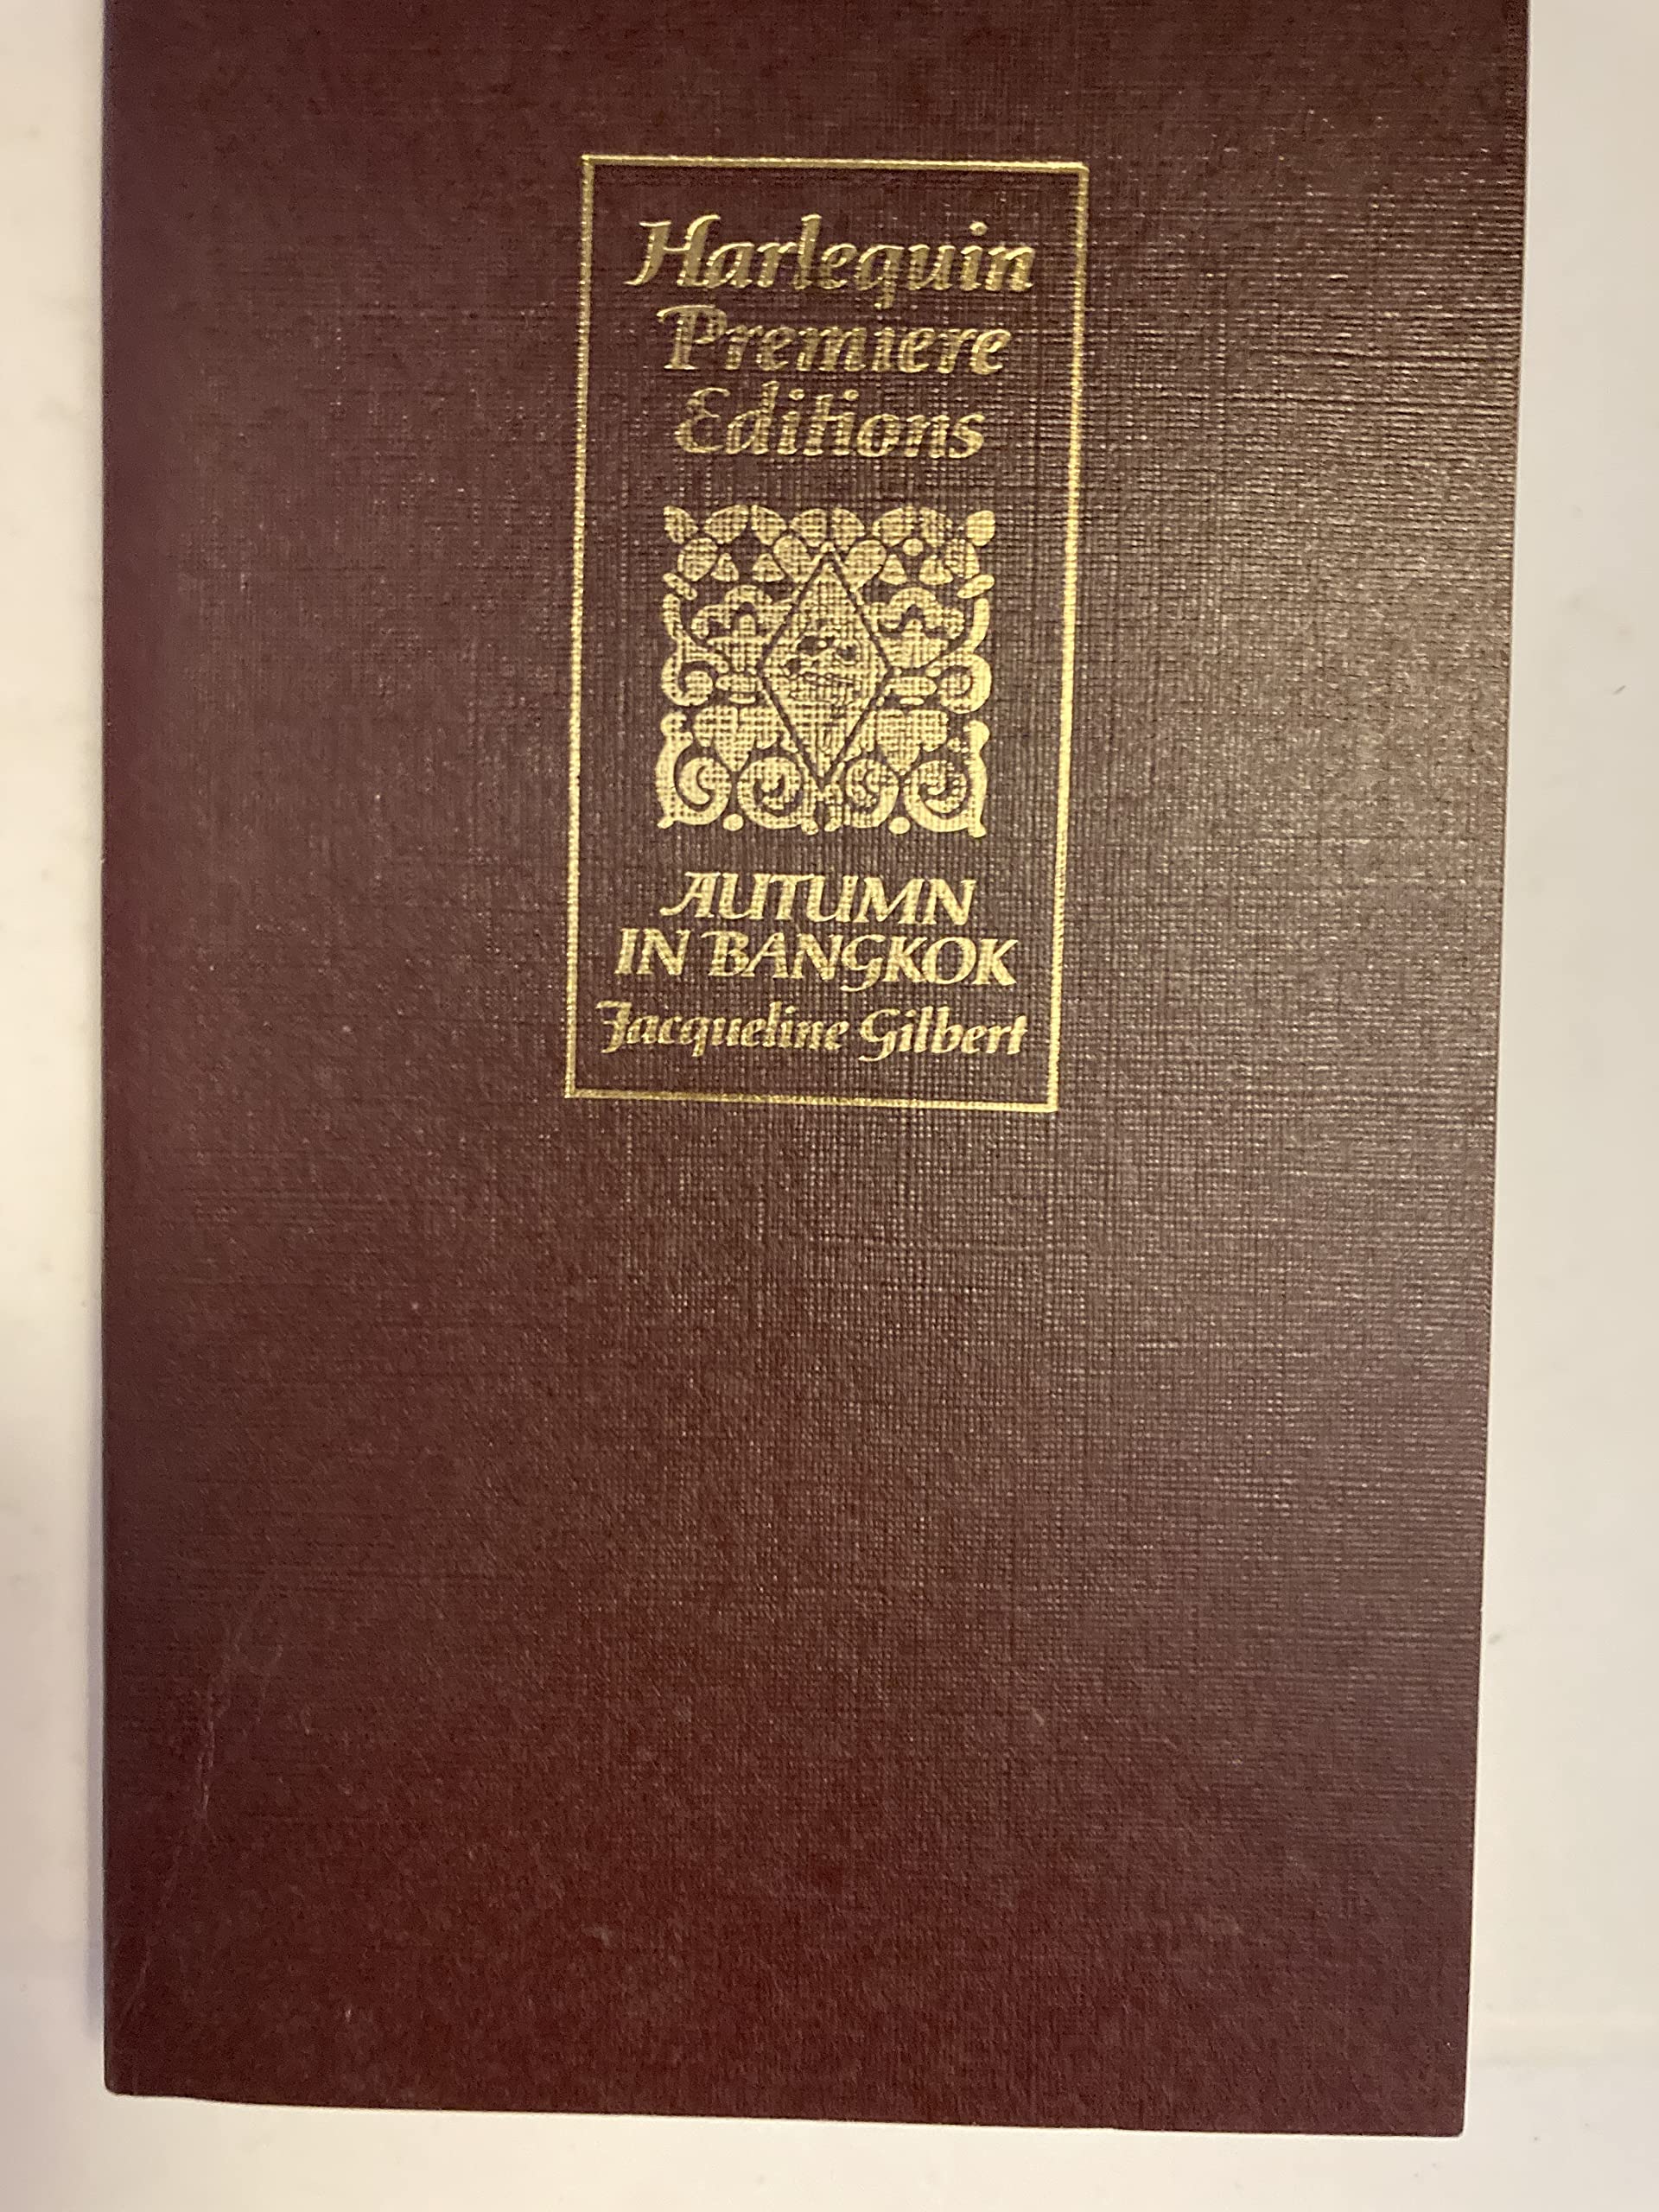 Harlequin
Premiere
Editions
AUTUMN
IN BANGKOK
Jacqueline Gilbert